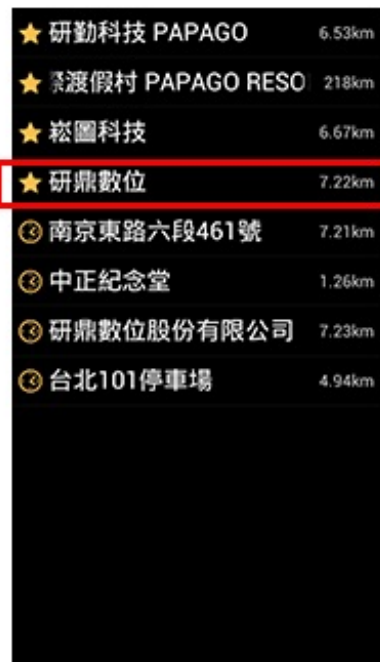 研勤科技 PAPAGO 6.53km
渡假村 PAPAGO RESO 218km
崧圖科技 6.67km
研鼎數位 7.22km
南京東路六段461號 7.21km
中正紀念堂 1.26km
研鼎數位股份有限公司 7.23km
台北101停車場 4.94km